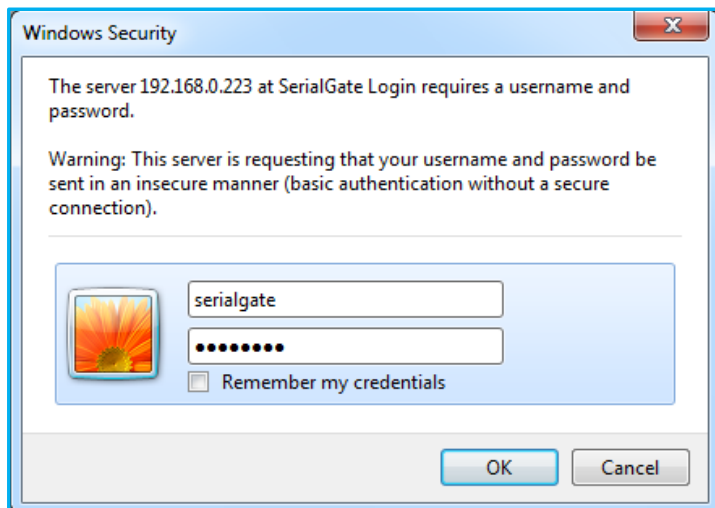 Windows Security
The server 192.168.0.223 at SerialGate Login requires a username and
password.
Warning: This server is requesting that your username and password be
sent in an insecure manner (basic authentication without a secure
connection).
serialgate
●●●●●●●●
Remember my credentials
OK
Cancel